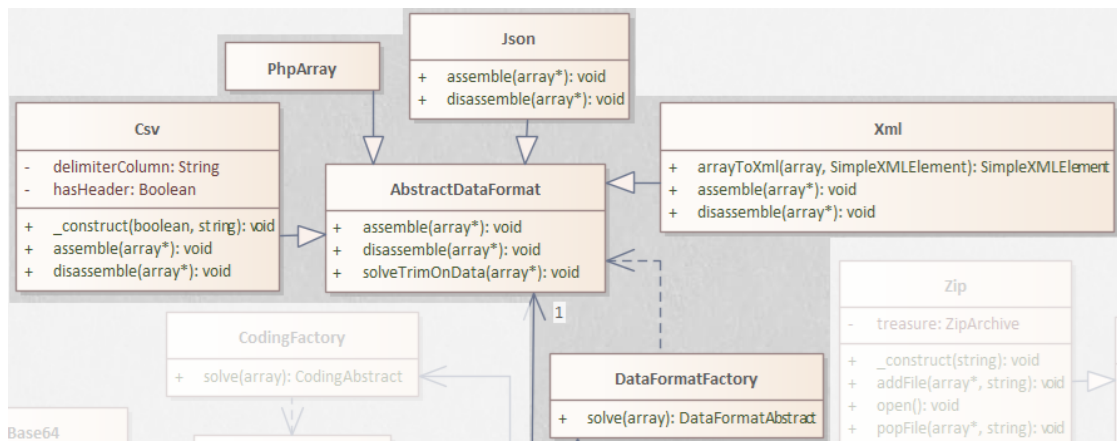 Json
+ assemble(array*): void
+ disassemble(array*): void
PhpArray
Csv
- delimiterColumn: String
- hasHeader: Boolean
+ _construct(boolean, string): void
+ assemble(array*): void
+ disassemble(array*): void
AbstractDataFormat
+ assemble(array*): void
+ disassemble(array*): void
+ solveTrimOnData(array*): void
Xml
+ arrayToXml(array, SimpleXMLElement): SimpleXMLElement
+ assemble(array*): void
+ disassemble(array*): void
1
CodingFactory
+ solve(array): CodingAbstract
DataFormatFactory
+ solve(array): DataFormatAbstract
Zip
- treasure: ZipArchive
+ _construct(string): void
+ addFile(array*, string): void
+ open(): void
+ popFile(array*, string): void
Base64